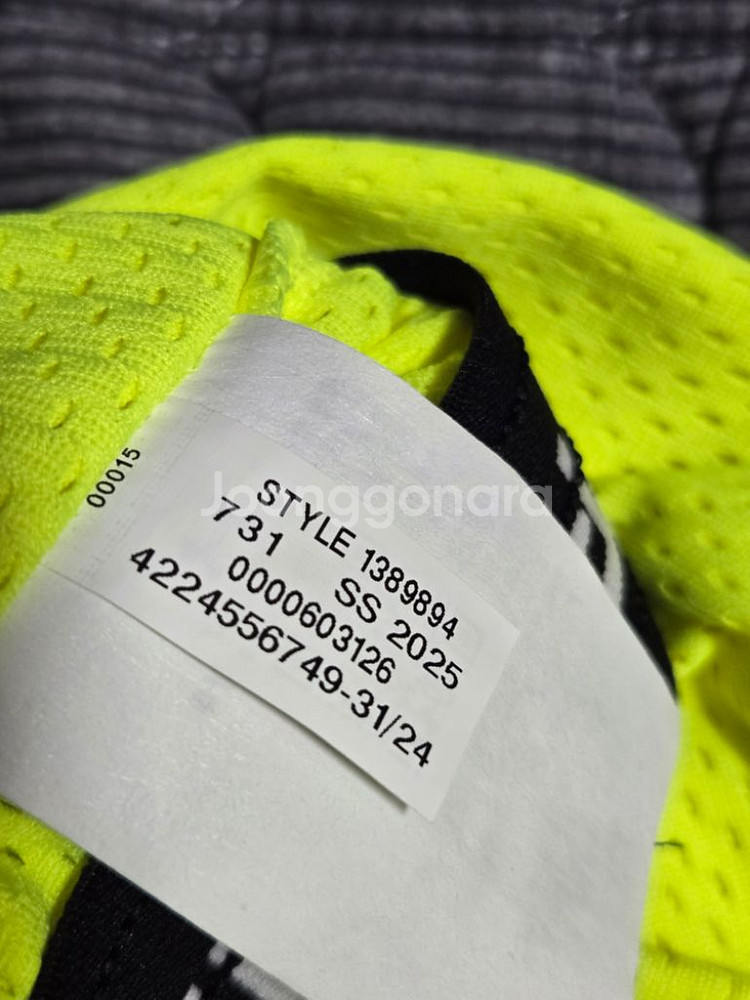 00015
STYLE 1389894
731 SS 2025
0000603126
4224556749-31/24
Joonggonara